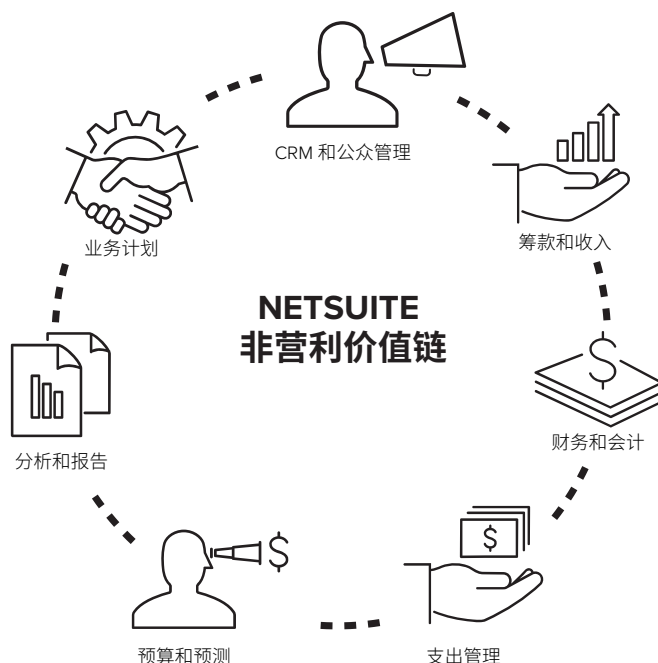 CRM 和公众管理
筹款和收入
业务计划
NETSUITE
非营利价值链
$
财务和会计
分析和报告
$
$
支出管理
预算和预测